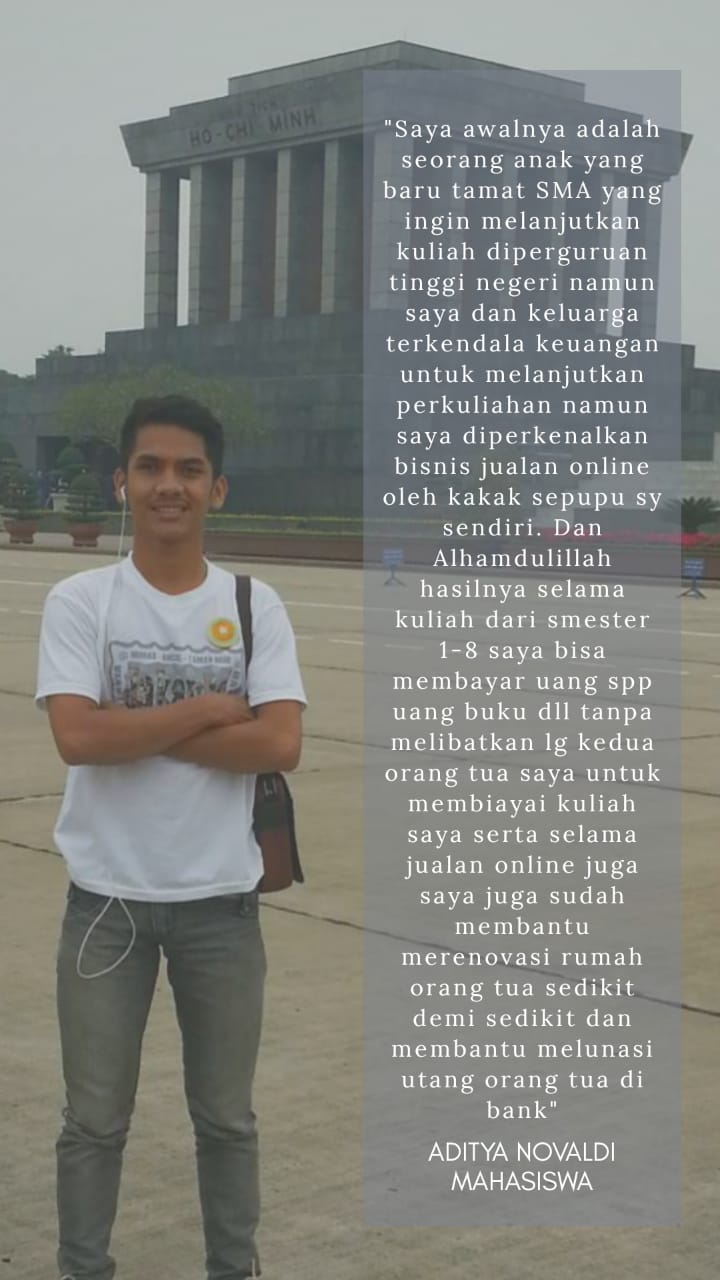 HO-CHI MINH
"Saya awalnya adalah
seorang anak yang
baru tamat SMA yang
ingin melanjutkan
kuliah diperguruan
tinggi negeri namun
saya dan keluarga
terkendala keuangan
untuk melanjutkan
perkuliahan namun
saya diperkenalkan
bisnis jualan online
oleh kakak sepupu sy
sendiri. Dan
Alhamdulillah
hasilnya selama
kuliah dari smester
1-8 saya bisa
membayar uang spp
uang buku dll tanpa
melibatkan lg kedua
orang tua saya untuk
membiayai kuliah
saya serta selama
jualan online juga
saya juga sudah
membantu
merenovasi rumah
orang tua sedikit
demi sedikit dan
membantu melunasi
utang orang tua di
bank"
ADITYA NOVALDI
MAHASISWA